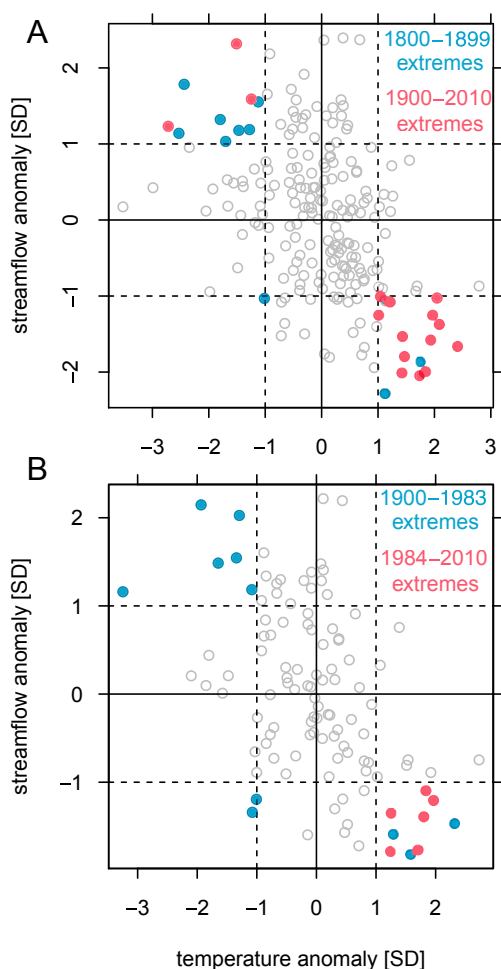 A
1800–1899
extremes
1900–2010
extremes
streamflow anomaly [SD]
2
1
0
−1
−2
−3 −2 −1 0 1 2 3
B
1900–1983
extremes
1984–2010
extremes
streamflow anomaly [SD]
2
1
0
−1
−3 −2 −1 0 1 2
temperature anomaly [SD]